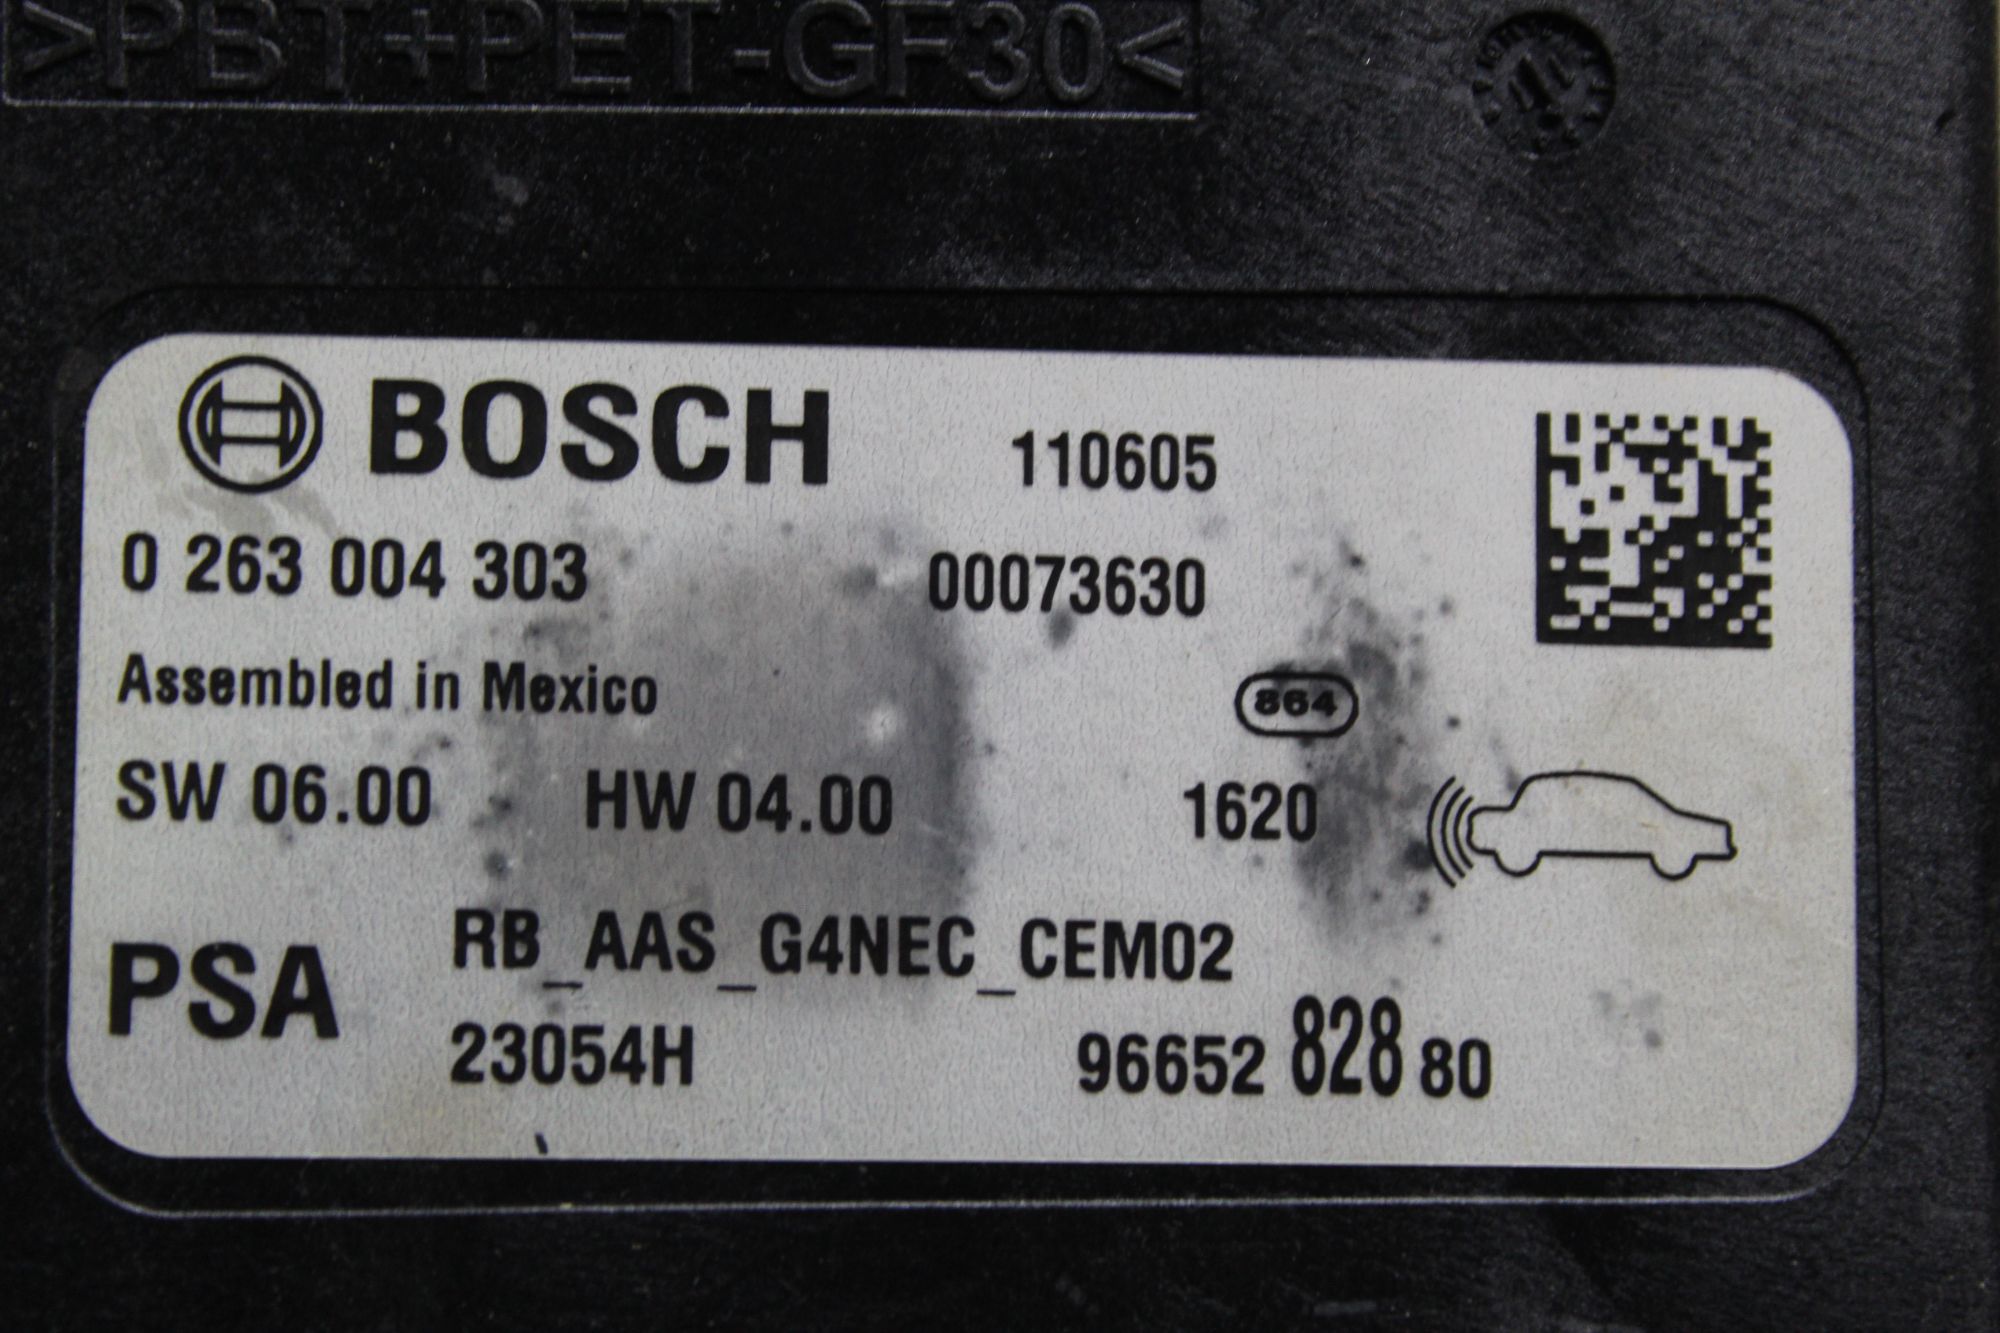 >PBT+PET-GF30<
BOSCH 110605
0 263 004 303 00073630
Assembled in Mexico 864
SW 06.00 HW 04.00 1620
PSA RB_AAS_G4NEC_CEM02
23054H 96652 828 80